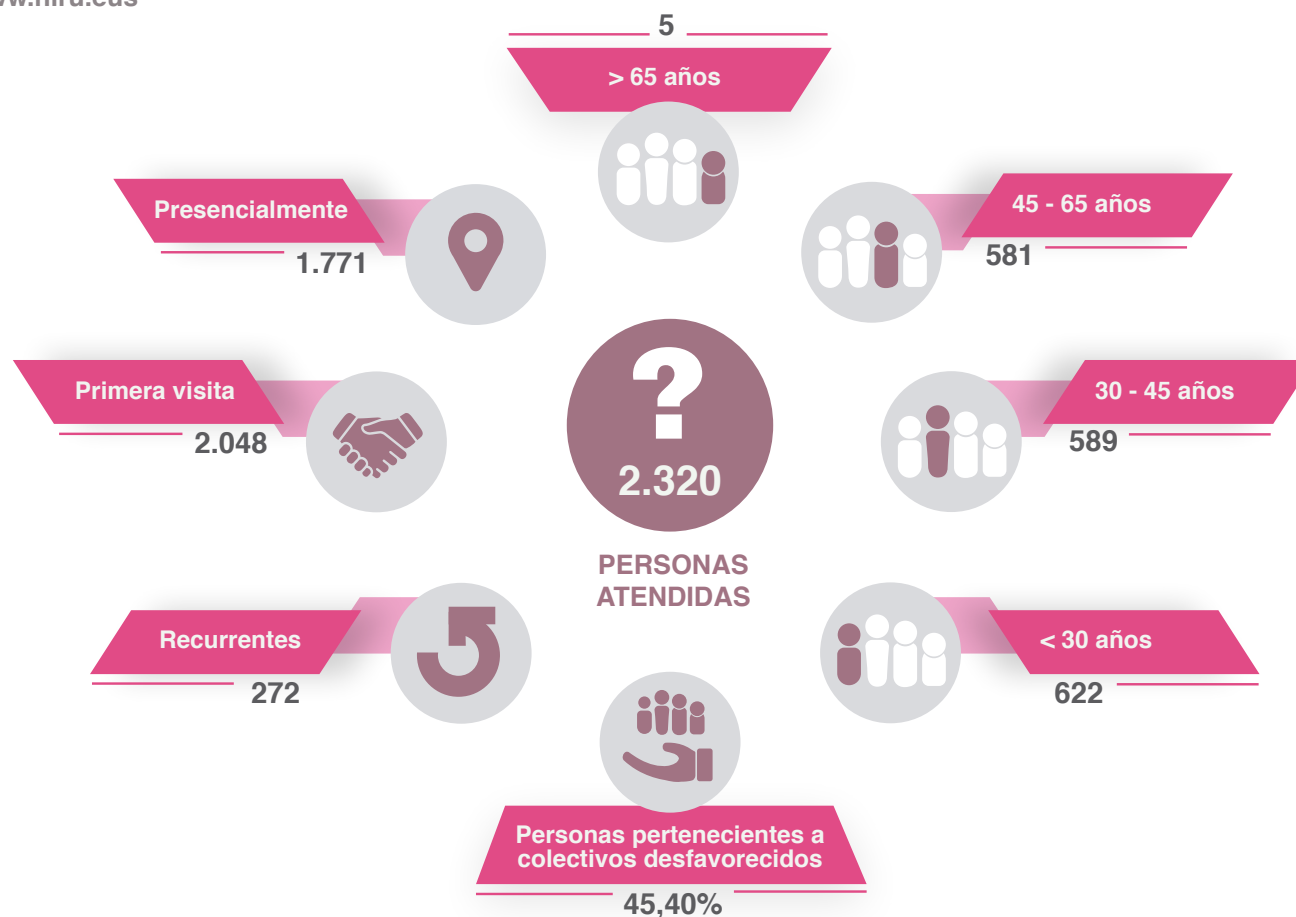 5
> 65 años
Presencialmente
1.771
45 - 65 años
581
Primera visita
2.048
?
2.320
PERSONAS
ATENDIDAS
30 - 45 años
589
Recurrentes
272
< 30 años
622
Personas pertenecientes a
colectivos desfavorecidos
45,40%